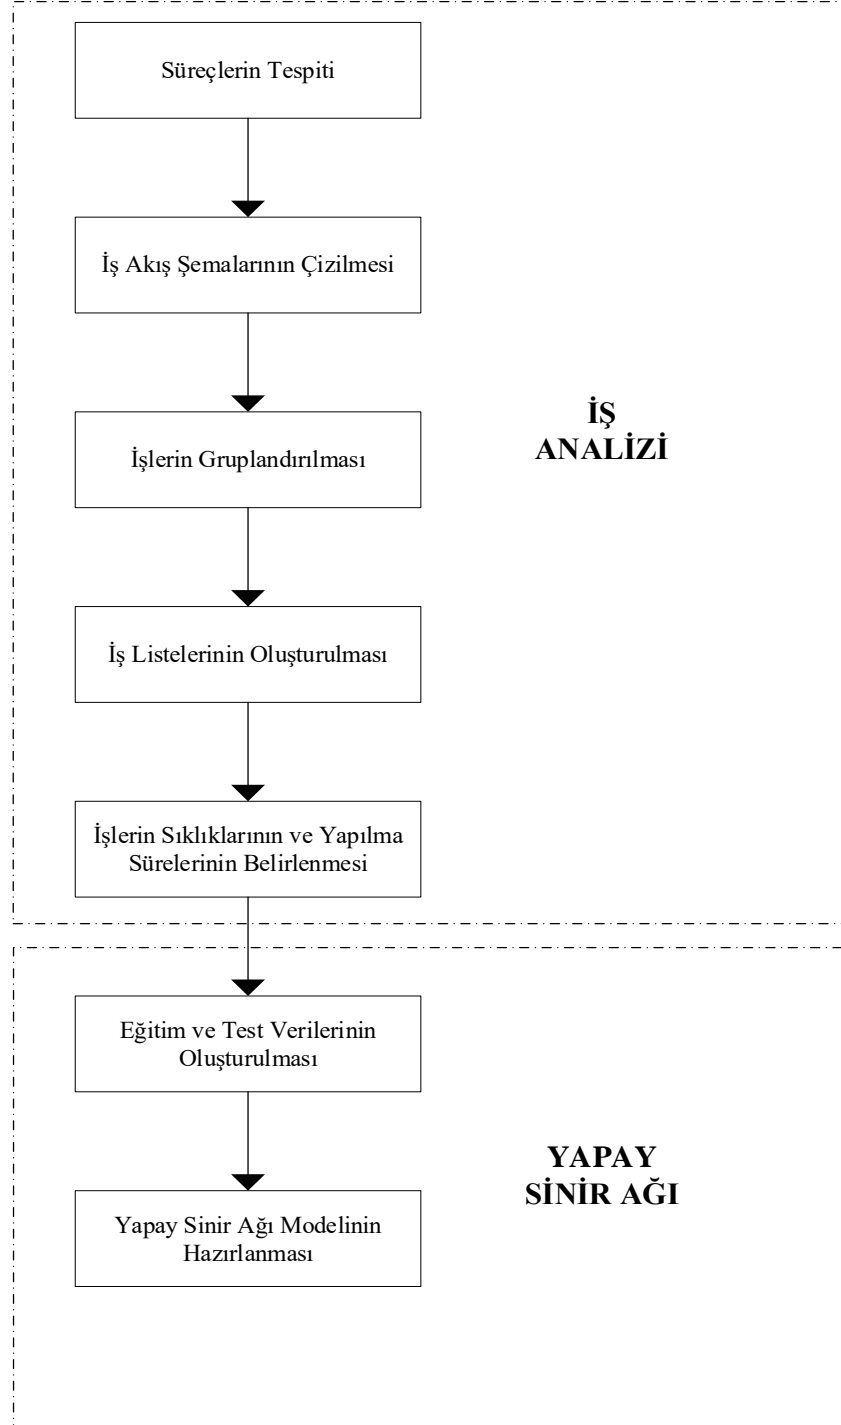 Süreçlerin Tespiti
İş Akış Şemalarının Çizilmesi
İşlerin Gruplandırılması
İş Listelerinin Oluşturulması
İşlerin Sıklıklarının ve Yapılma
Sürelerinin Belirlenmesi
İŞ
ANALİZİ
Eğitim ve Test Verilerinin
Oluşturulması
Yapay Sinir Ağı Modelinin
Hazırlanması
YAPAY
SİNİR AĞI